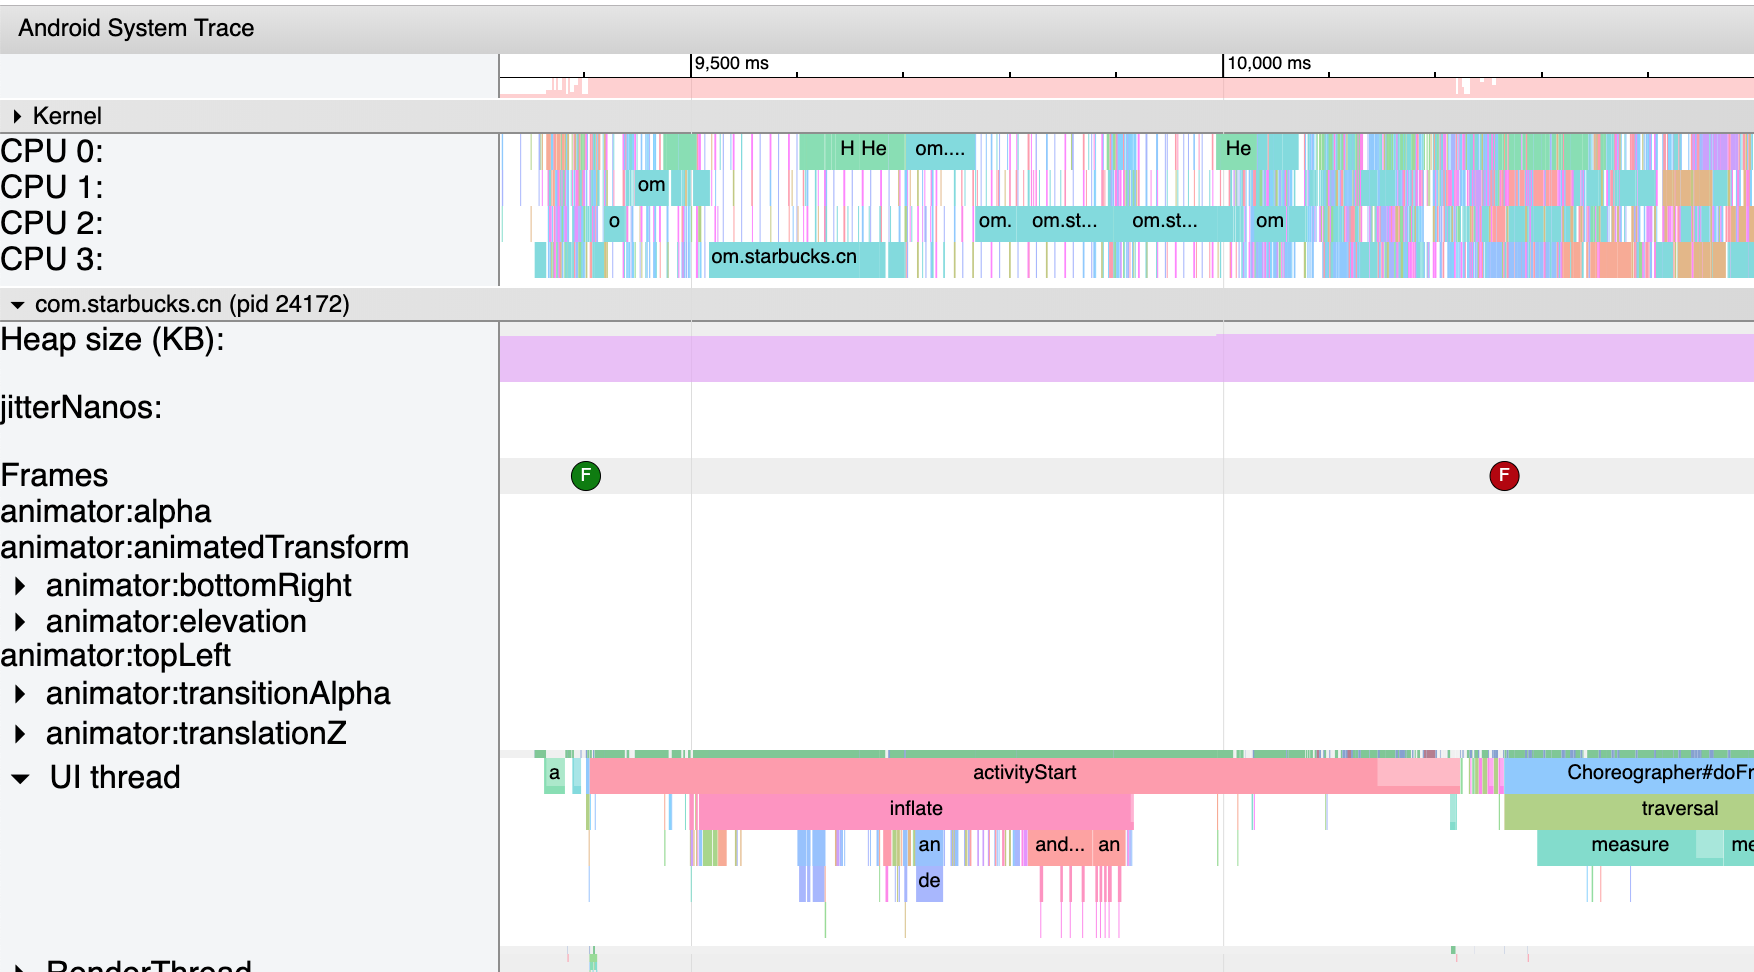 Android System Trace
9,500 ms
10,000 ms
Kernel
CPU 0:
H He
om....
He
CPU 1:
om
CPU 2:
o
om.
om.st...
om.st...
om
CPU 3:
om.starbucks.cn
com.starbucks.cn (pid 24172)
Heap size (KB):
jitterNanos:
Frames
F
F
animator:alpha
animator:animatedTransform
animator:bottomRight
animator:elevation
animator:topLeft
animator:transitionAlpha
animator:translationZ
UI thread
a
activityStart
Choreographer#doFr
inflate
traversal
an
and...
an
measure
me
de
RenderThread